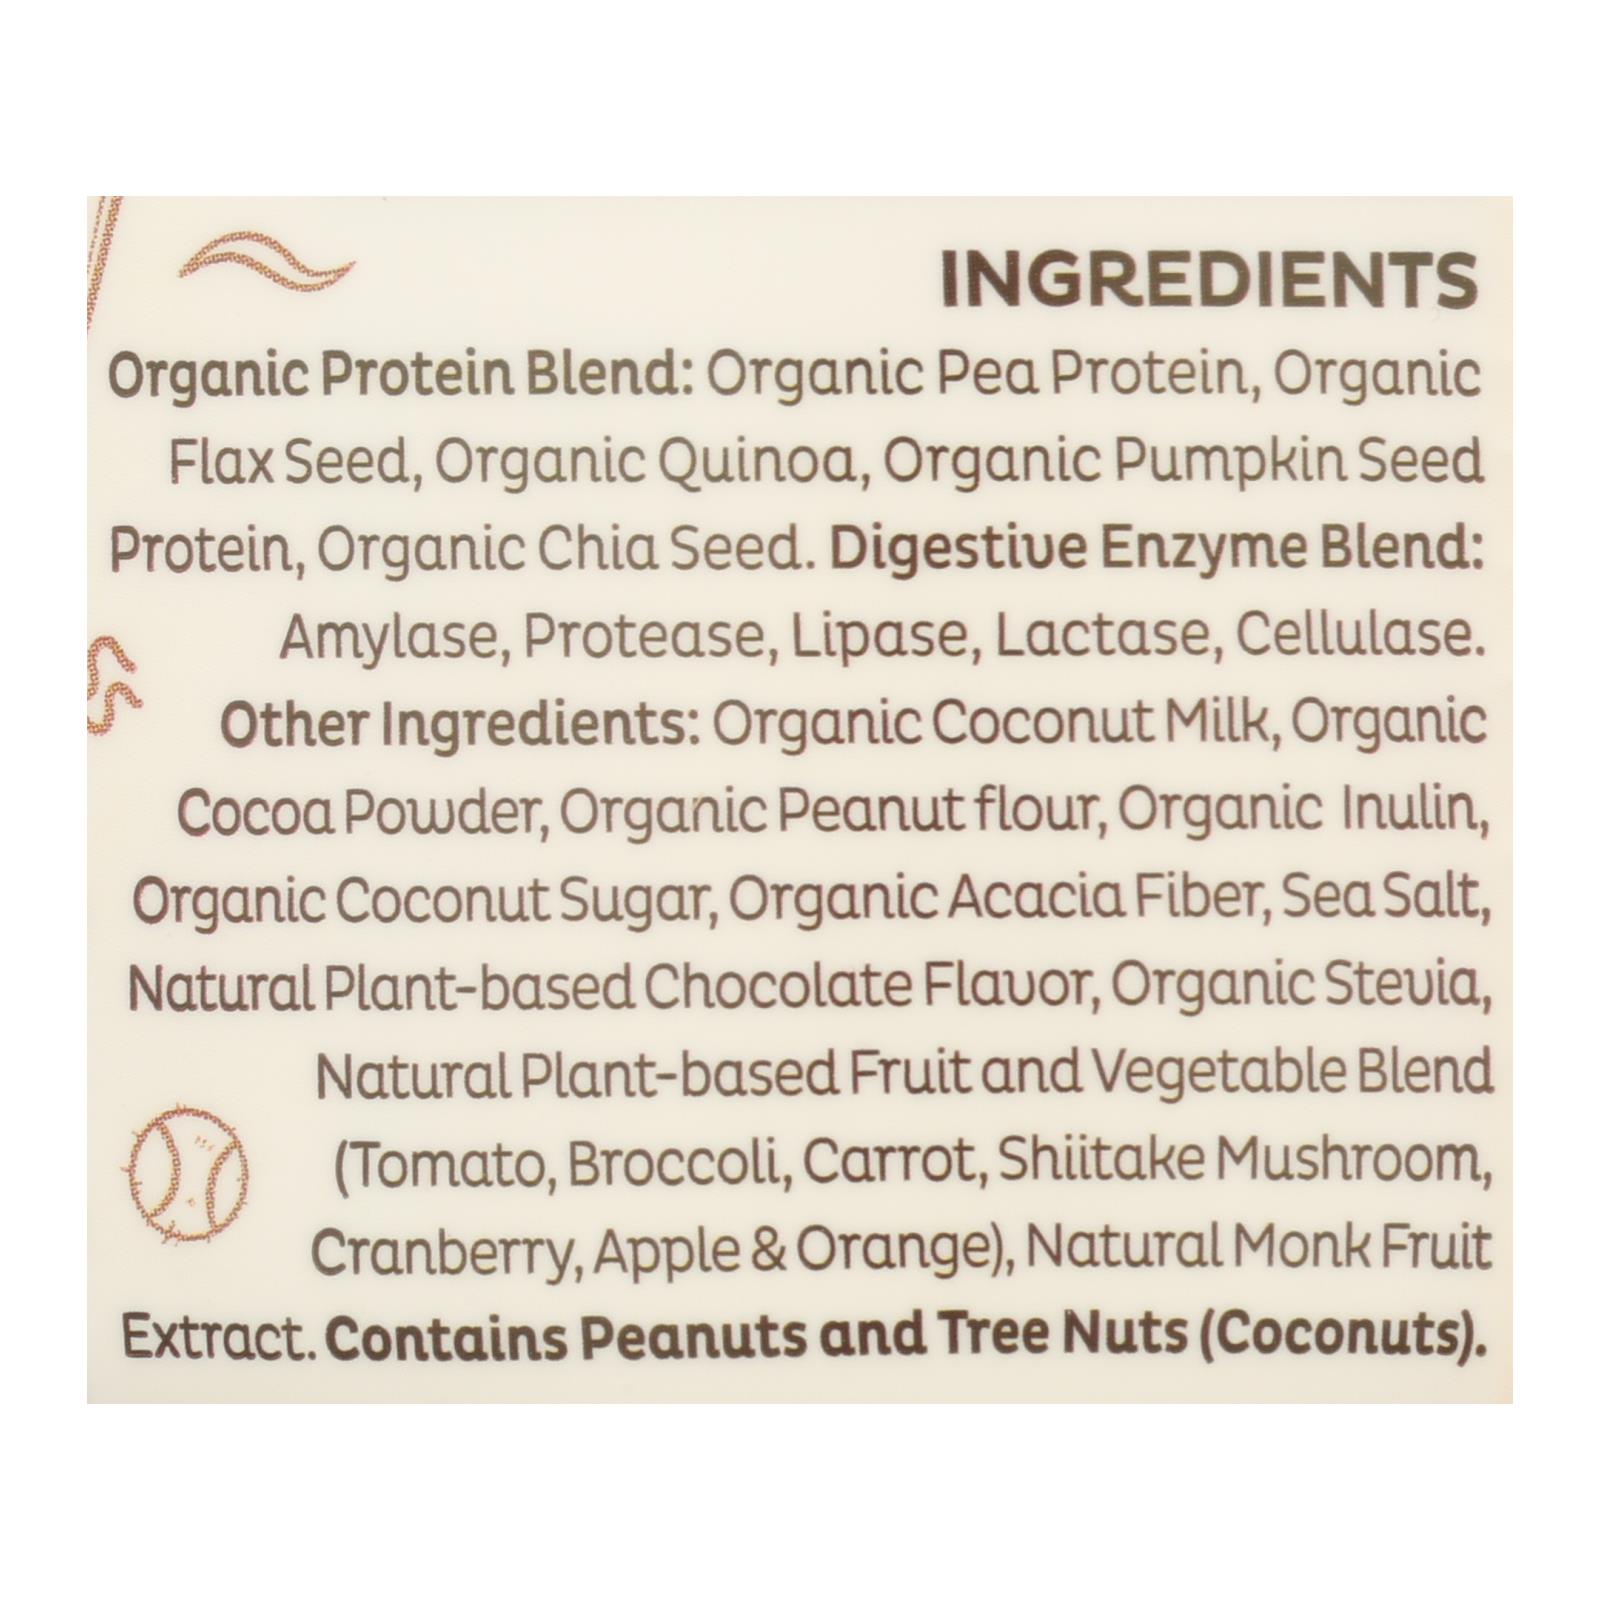 INGREDIENTS
Organic Protein Blend: Organic Pea Protein, Organic
Flax Seed, Organic Quinoa, Organic Pumpkin Seed
Protein, Organic Chia Seed. Digestive Enzyme Blend:
Amylase, Protease, Lipase, Lactase, Cellulase.
Other Ingredients: Organic Coconut Milk, Organic
Cocoa Powder, Organic Peanut flour, Organic Inulin,
Organic Coconut Sugar, Organic Acacia Fiber, Sea Salt,
Natural Plant-based Chocolate Flavor, Organic Stevia,
Natural Plant-based Fruit and Vegetable Blend
(Tomato, Broccoli, Carrot, Shiitake Mushroom,
Cranberry, Apple & Orange), Natural Monk Fruit
Extract. Contains Peanuts and Tree Nuts (Coconuts).